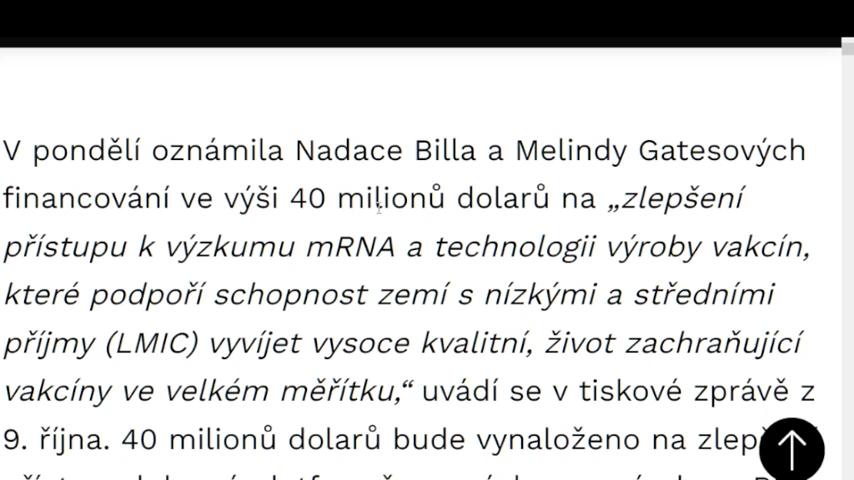 V pondělí oznámila Nadace Billa a Melindy Gatesových
financování ve výši 40 milionů dolarů na „zlepšení
přístupu k výzkumu mRNA a technologii výroby vakcín,
které podpoří schopnost zemí s nízkými a středními
příjmy (LMIC) vyvíjet vysoce kvalitní, život zachraňující
vakcíny ve velkém měřítku,“ uvádí se v tiskové zprávě z
9. října. 40 milionů dolarů bude vynaloženo na